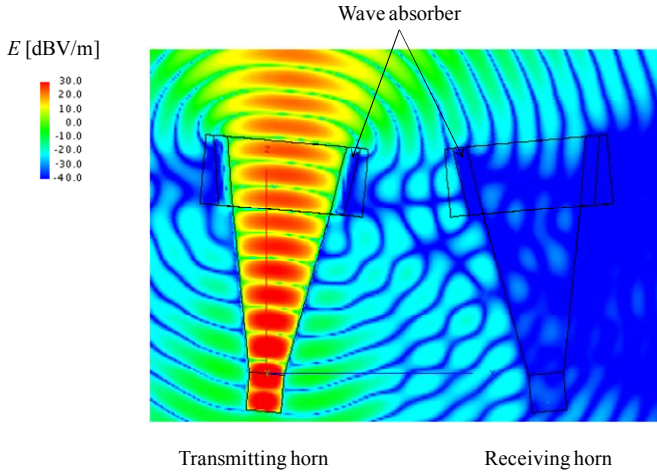 Wave absorber
E [dBV/m]
30.0
20.0
10.0
0.0
-10.0
-20.0
-30.0
-40.0
Z
Y
X
Transmitting horn
Receiving horn